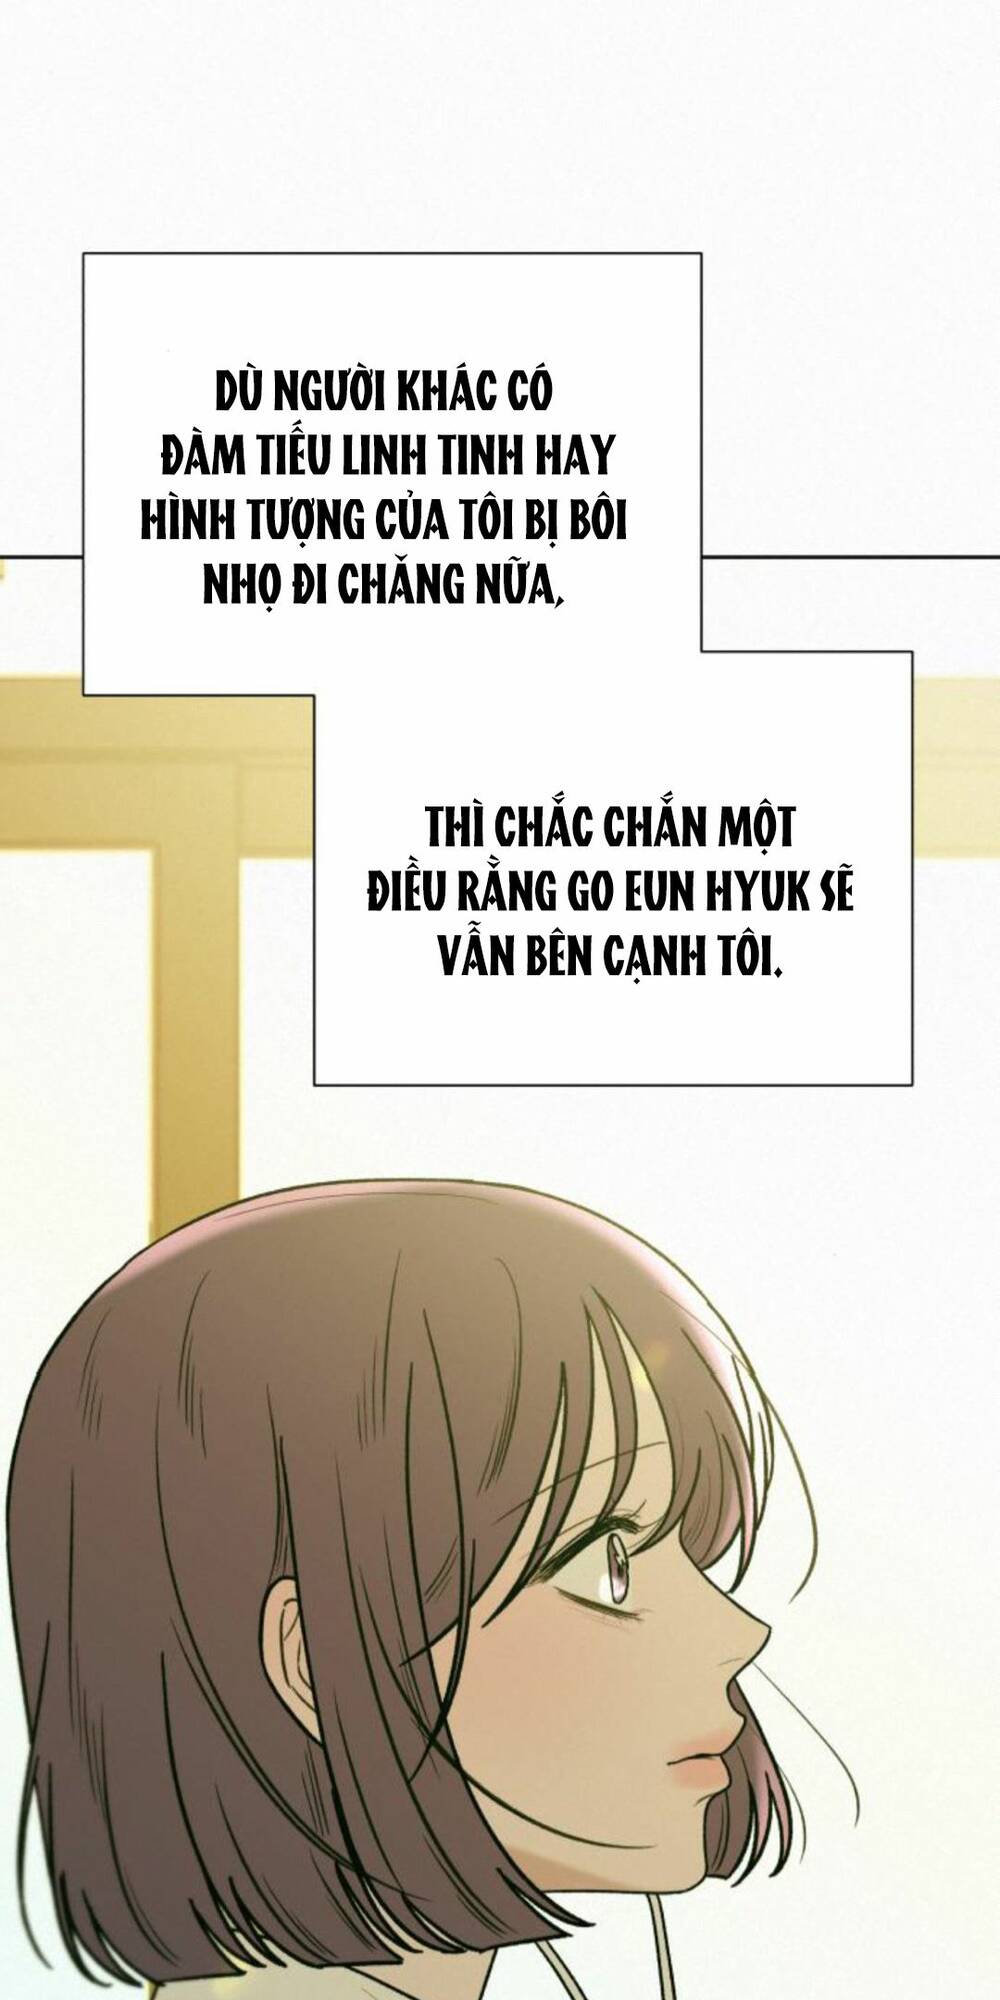 DÙ NGƯỜI KHÁC CÓ
ĐÀM TIẾU LINH TINH HAY
HÌNH TƯỢNG CỦA TÔI BỊ BÔI
NHỌ ĐI CHĂNG NỮA,
THÌ CHẮC CHẮN MỘT
ĐIỀU RẰNG GO EUN HYUK SẼ
VẪN BÊN CẠNH TÔI.